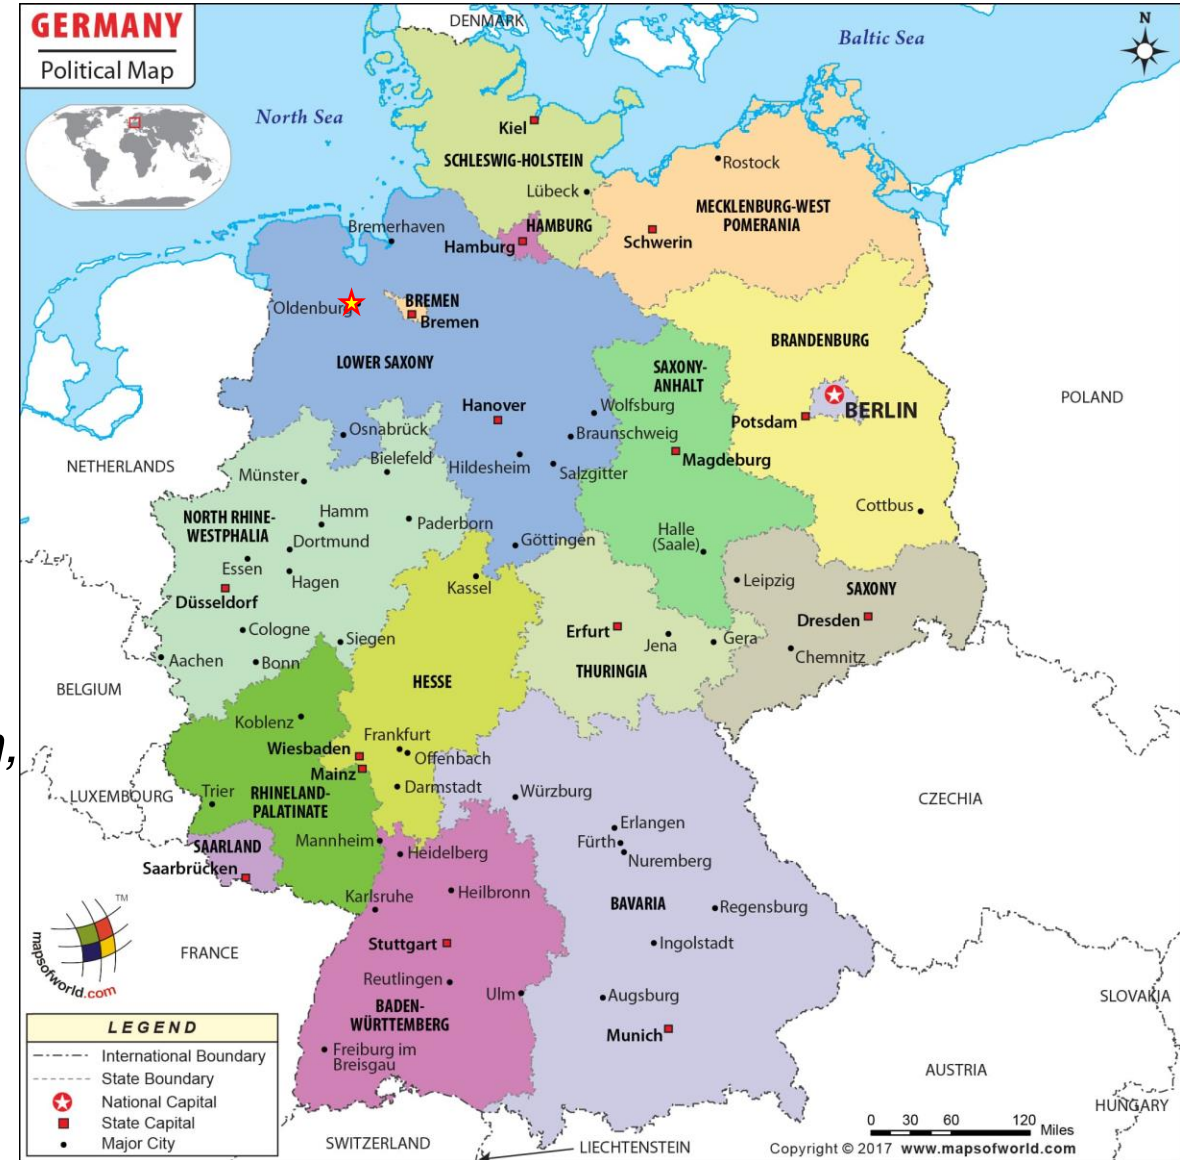 GERMANY
Political Map
DENMARK
Baltic Sea
N
North Sea
Kiel
SCHLESWIG-HOLSTEIN
Rostock
Lübeck
MECKLENBURG-WEST
POMERANIA
Bremerhaven
HAMBURG
Hamburg
Schwerin
Oldenburg
BREMEN
Bremen
BRANDENBURG
LOWER SAXONY
SAXONY-
ANHALT
POLAND
Hanover
Wolfsburg
BERLIN
Potsdam
Osnabrück
Braunschweig
NETHERLANDS
Bielefeld
Münster
Hildesheim
Salzgitter
Magdeburg
Cottbus
NORTH RHINE-
WESTPHALIA
Hamm
Paderborn
Halle
(Saale)
Dortmund
Göttingen
Essen
Hagen
Kassel
Leipzig
SAXONY
Düsseldorf
Dresden
Cologne
Siegen
Erfurt
Jena
Gera
Aachen
Bonn
Chemnitz
BELGIUM
HESSE
THURINGIA
Koblenz
Frankfurt
Wiesbaden
Offenbach
Mainz
Darmstadt
LUXEMBOURG
Trier
RHINELAND-
PALATINATE
Würzburg
CZECHIA
Erlangen
Fürth
Nuremberg
SAARLAND
Mannheim
Heidelberg
Saarbrücken
Karlsruhe
Heilbronn
BAVARIA
Regensburg
TM
mapsofworld.com
FRANCE
Stuttgart
Ingolstadt
Reutlingen
Ulm
Augsburg
SLOVAKIA
BADEN-
WÜRTTEMBERG
Munich
Freiburg im
Breisgau
AUSTRIA
HUNGARY
LEGEND
International Boundary
State Boundary
National Capital
State Capital
Major City
SWITZERLAND
LIECHTENSTEIN
0 30 60 120
Miles
Copyright © 2017 www.mapsofworld.com